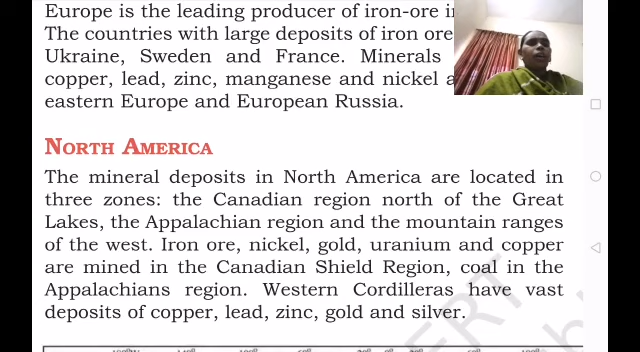 Europe is the leading producer of iron-ore in
The countries with large deposits of iron ore
Ukraine, Sweden and France. Minerals
copper, lead, zinc, manganese and nickel a
eastern Europe and European Russia.
NORTH AMERICA
The mineral deposits in North America are located in
three zones: the Canadian region north of the Great
Lakes, the Appalachian region and the mountain ranges
of the west. Iron ore, nickel, gold, uranium and copper
are mined in the Canadian Shield Region, coal in the
Appalachians region. Western Cordilleras have vast
deposits of copper, lead, zinc, gold and silver.